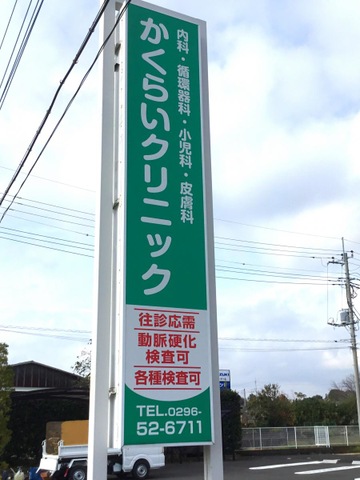 内科・循環器科・小児科・皮膚科
かくらいクリニック
往診応需
動脈硬化
検査可
各種検査可
TEL.0296-
52-6711